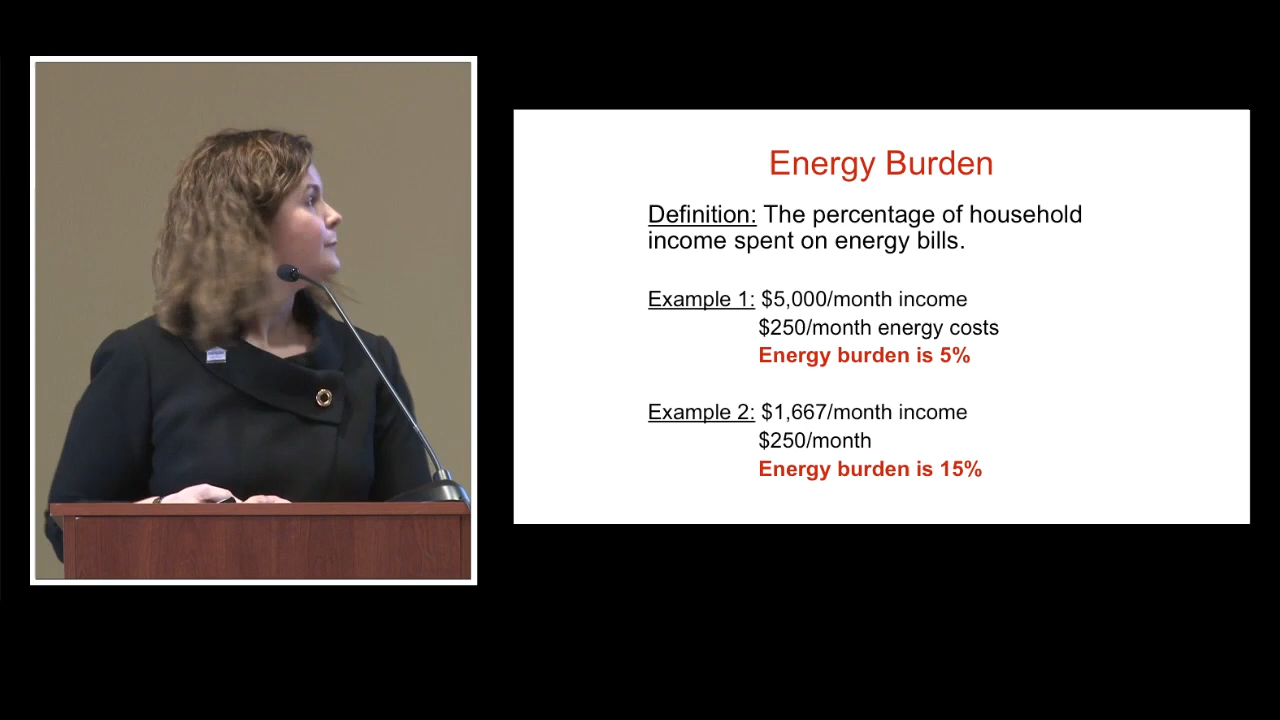 Energy Burden
Definition: The percentage of household
income spent on energy bills.
Example 1: $5,000/month income
$250/month energy costs
Energy burden is 5%
Example 2: $1,667/month income
$250/month
Energy burden is 15%